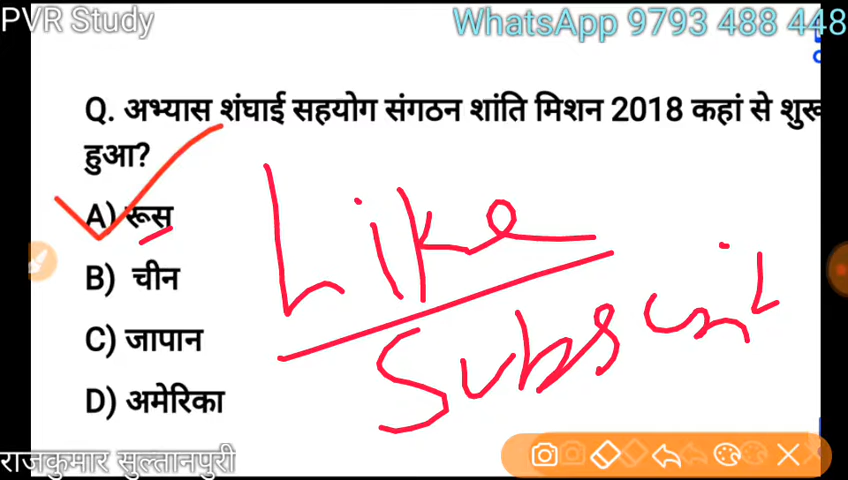 PVR Study
WhatsApp 9793 488 448
Q. अभ्यास शंघाई सहयोग संगठन शांति मिशन 2018 कहां से शुरू
हुआ?
A) रूस
B) चीन
C) जापान
D) अमेरिका
Like
राजकुमार सुल्तानपुरी